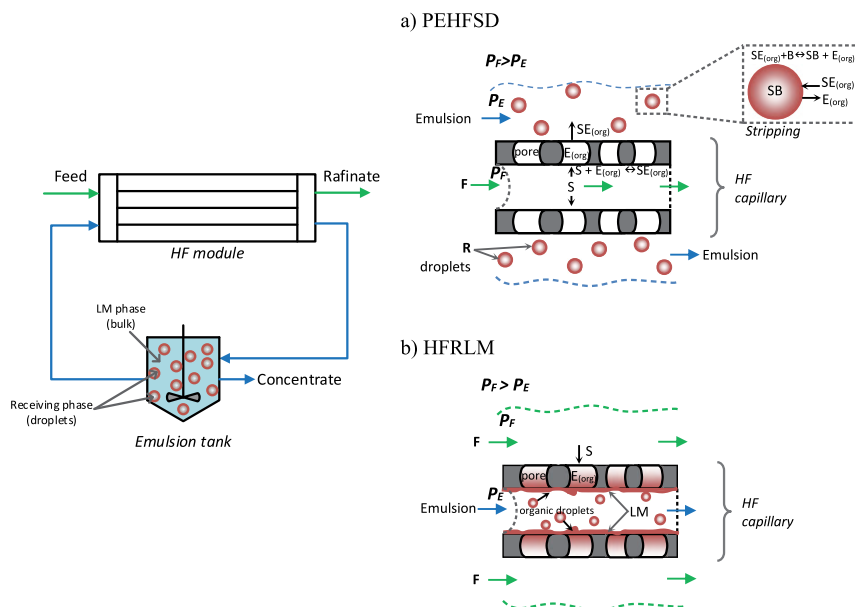 a) PEHFSD
P_F>P_E
P_E
Emulsion
SE(org)+B↔SB + E(org)
SB
SE(org)
E(org)
Stripping
SE(org)
pore
E(org)
P_F
S + E(org) ↔SE(org)
F
S
HF
capillary
R
droplets
Emulsion
Feed
Rafinate
HF module
LM phase
(bulk)
Receiving phase
(droplets)
Concentrate
Emulsion tank
b) HFRLM
P_F > P_E
P_F
F
S
pore
E(org)
P_E
Emulsion
organic droplets
LM
HF
capillary
F